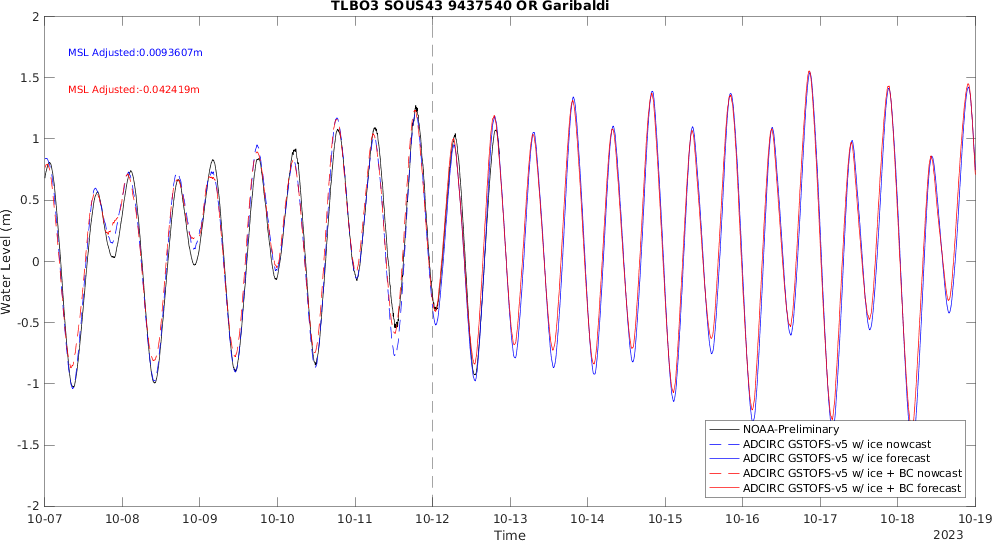 TLBO3 SOUS43 9437540 OR Garibaldi
MSL Adjusted:0.0093607m
MSL Adjusted:-0.042419m
Water Level (m)
2
1.5
1
0.5
0
-0.5
-1
-1.5
-2
NOAA-Preliminary
ADCIRC GSTOFS-v5 w/ ice nowcast
ADCIRC GSTOFS-v5 w/ ice forecast
ADCIRC GSTOFS-v5 w/ ice + BC nowcast
ADCIRC GSTOFS-v5 w/ ice + BC forecast
10-07 10-08 10-09 10-10 10-11 10-12 10-13 10-14 10-15 10-16 10-17 10-18 10-19
Time
2023